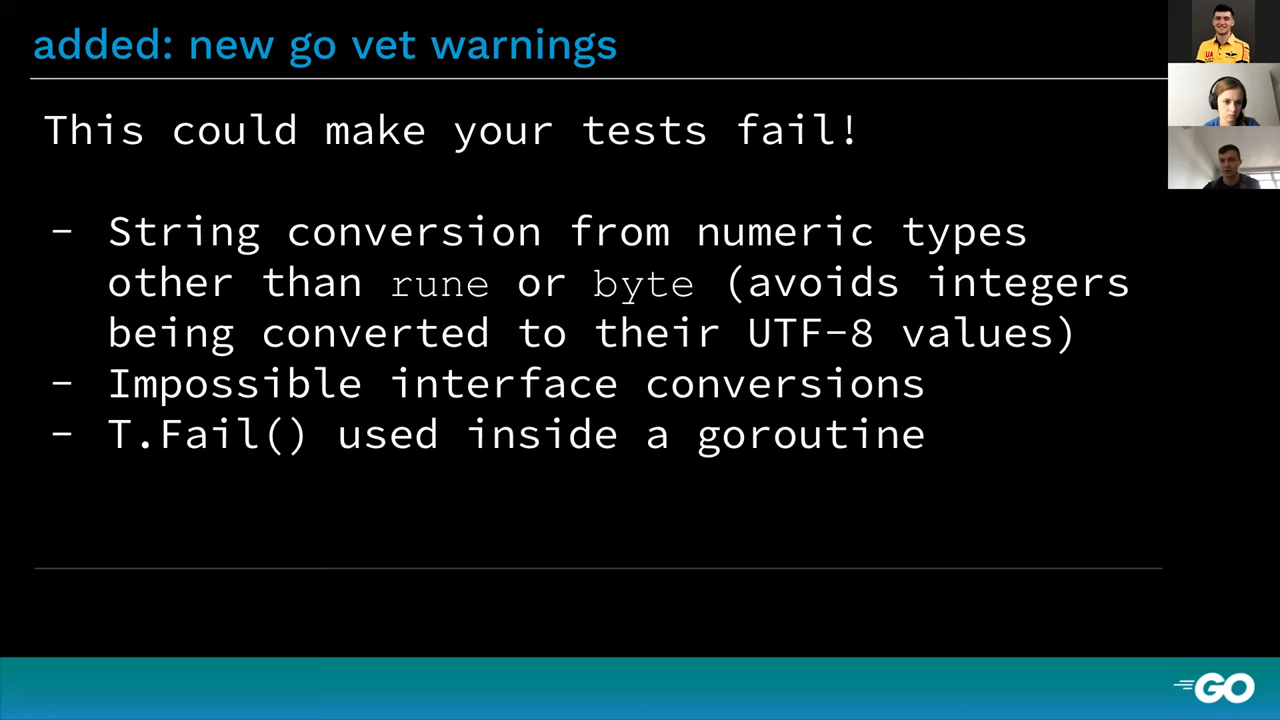 added: new go vet warnings
This could make your tests fail!
- String conversion from numeric types
other than rune or byte (avoids integers
being converted to their UTF-8 values)
- Impossible interface conversions
- T.Fail() used inside a goroutine
UA
GO